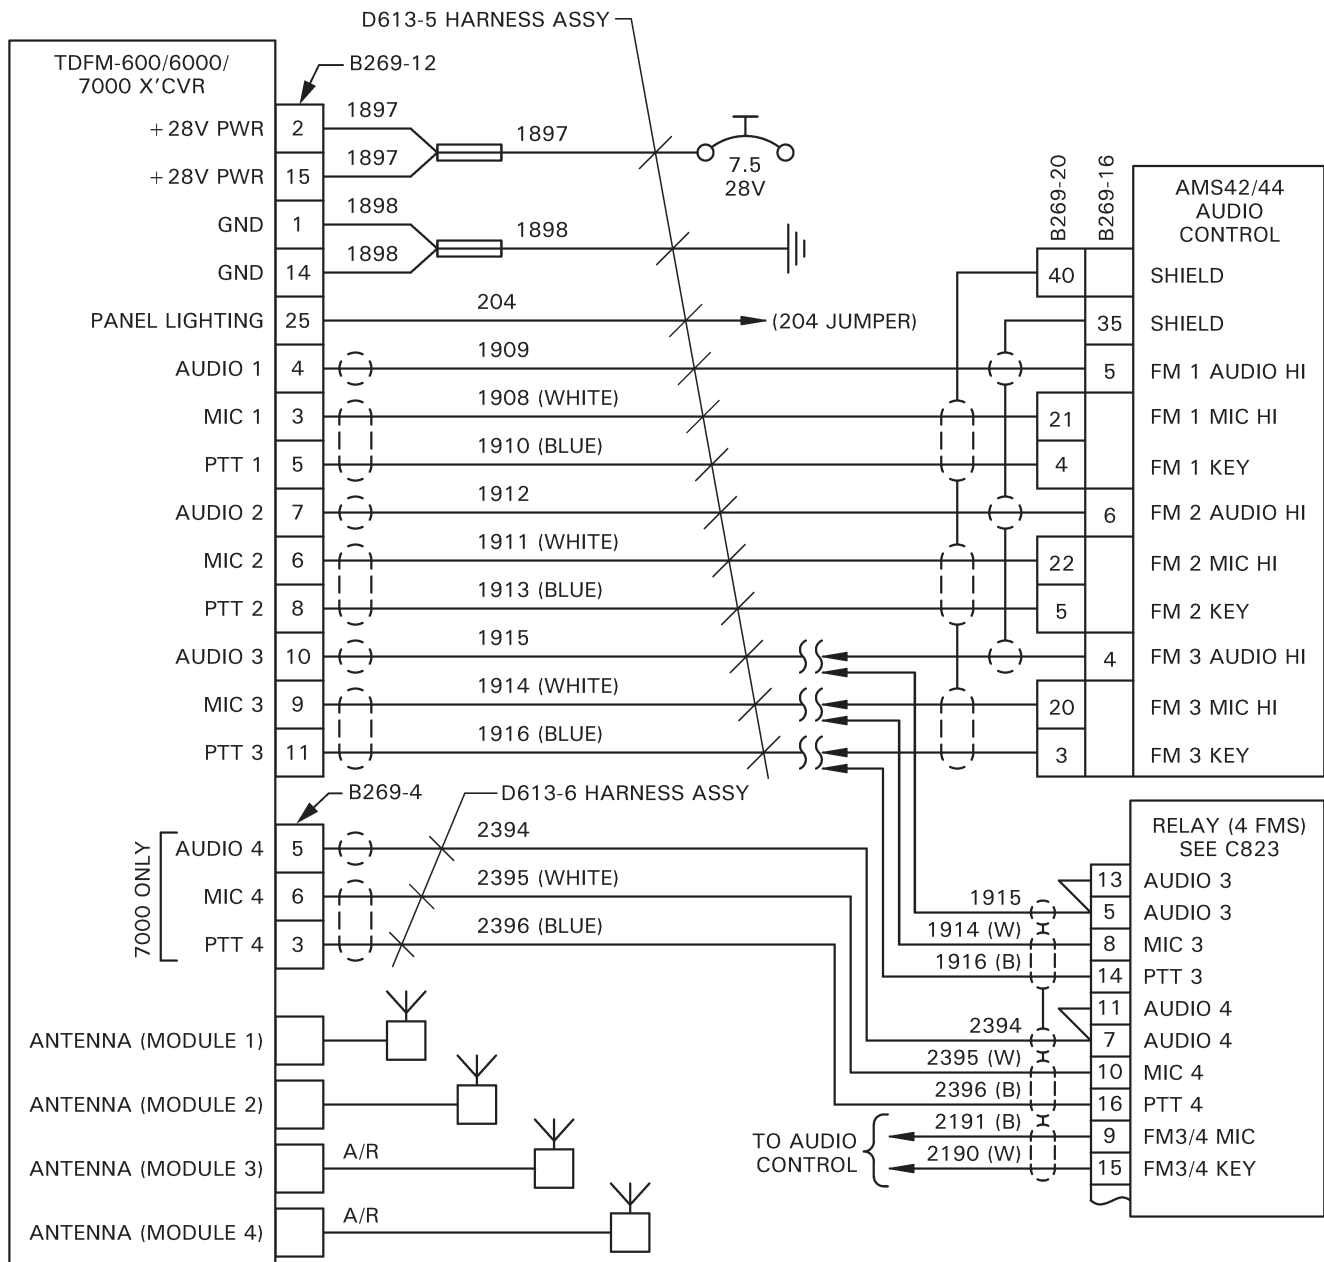 D613-5 HARNESS ASSY
TDFM-600/6000/
7000 X'CVR
B269-12
+28V PWR 2 1897
1897
+28V PWR 15 1897
7.5
28V
GND 1 1898
1898
GND 14 1898
PANEL LIGHTING 25 204 (204 JUMPER)
AUDIO 1 4 1909
MIC 1 3 1908 (WHITE)
PTT 1 5 1910 (BLUE)
AUDIO 2 7 1912
MIC 2 6 1911 (WHITE)
PTT 2 8 1913 (BLUE)
AUDIO 3 10 1915
MIC 3 9 1914 (WHITE)
PTT 3 11 1916 (BLUE)
B269-20
B269-16
AMS42/44
AUDIO
CONTROL
40 SHIELD
35 SHIELD
5 FM 1 AUDIO HI
21 FM 1 MIC HI
4 FM 1 KEY
6 FM 2 AUDIO HI
22 FM 2 MIC HI
5 FM 2 KEY
4 FM 3 AUDIO HI
20 FM 3 MIC HI
3 FM 3 KEY
B269-4
D613-6 HARNESS ASSY
7000 ONLY
AUDIO 4 5 2394
MIC 4 6 2395 (WHITE)
PTT 4 3 2396 (BLUE)
RELAY (4 FMS)
SEE C823
13 AUDIO 3
1915 5 AUDIO 3
1914 (W) 8 MIC 3
1916 (B) 14 PTT 3
11 AUDIO 4
2394 7 AUDIO 4
2395 (W) 10 MIC 4
2396 (B) 16 PTT 4
2191 (B) 9 FM3/4 MIC
2190 (W) 15 FM3/4 KEY
TO AUDIO
CONTROL
ANTENNA (MODULE 1)
ANTENNA (MODULE 2)
ANTENNA (MODULE 3) A/R
ANTENNA (MODULE 4) A/R